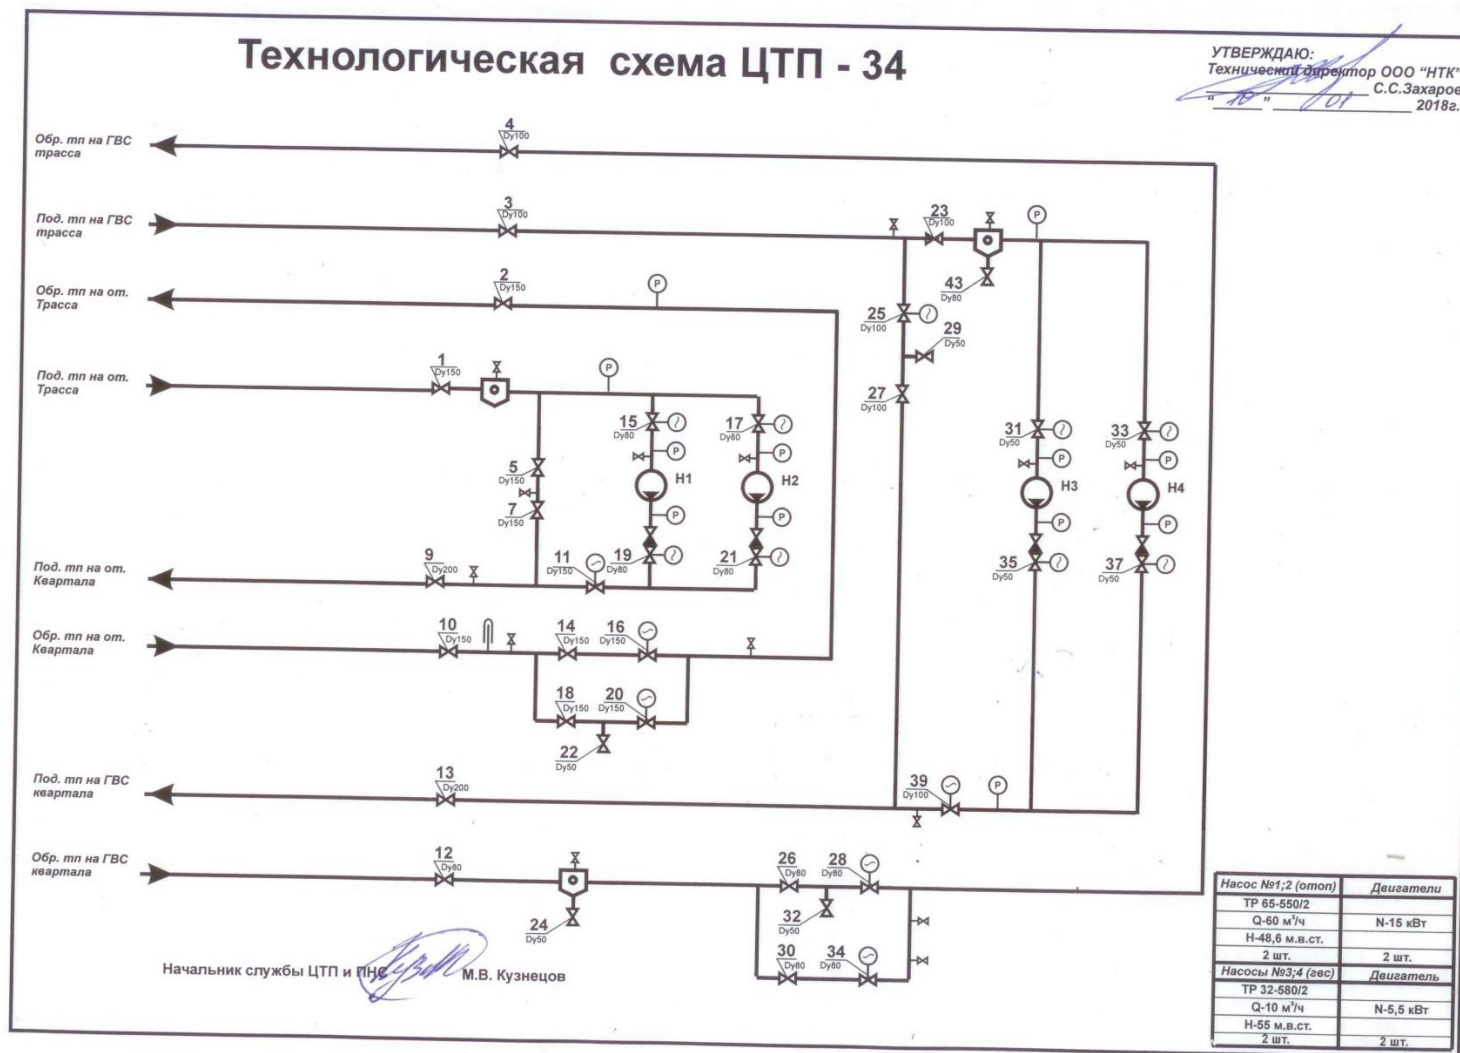 Технологическая схема ЦТП - 34
УТВЕРЖДАЮ:
Технический директор ООО "НТК"
С.С.Захаров
" 10 " 01 2018г.
Обр. тп на ГВС
трасса
4
Dy100
Под. тп на ГВС
трасса
3
Dy100
23
Dy100
P
43
Dy80
Обр. тп на от.
Трасса
2
Dy150
P
25
Dy100
29
Dy50
Под. тп на от.
Трасса
1
Dy150
P
27
Dy100
15
Dy80
17
Dy80
31
Dy50
33
Dy50
P
P
P
P
5
Dy150
Н1
Н2
Н3
Н4
7
Dy150
P
P
P
P
Под. тп на от.
Квартала
9
Dy200
11
Dy150
19
Dy80
21
Dy80
35
Dy50
37
Dy50
Обр. тп на от.
Квартала
10
Dy150
14
Dy150
16
Dy150
18
Dy150
20
Dy150
22
Dy50
Под. тп на ГВС
квартала
13
Dy200
39
Dy100
P
Обр. тп на ГВС
квартала
12
Dy80
26
Dy80
28
Dy80
24
Dy50
32
Dy50
30
Dy80
34
Dy80
Начальник службы ЦТП и ПНС М.В. Кузнецов
Насос №1;2 (отоп) Двигатели
ТР 65-550/2
Q-60 м³/ч N-15 кВт
Н-48,6 м.в.ст.
2 шт. 2 шт.
Насосы №3;4 (гвс) Двигатель
ТР 32-580/2
Q-10 м³/ч N-5,5 кВт
Н-55 м.в.ст.
2 шт. 2 шт.